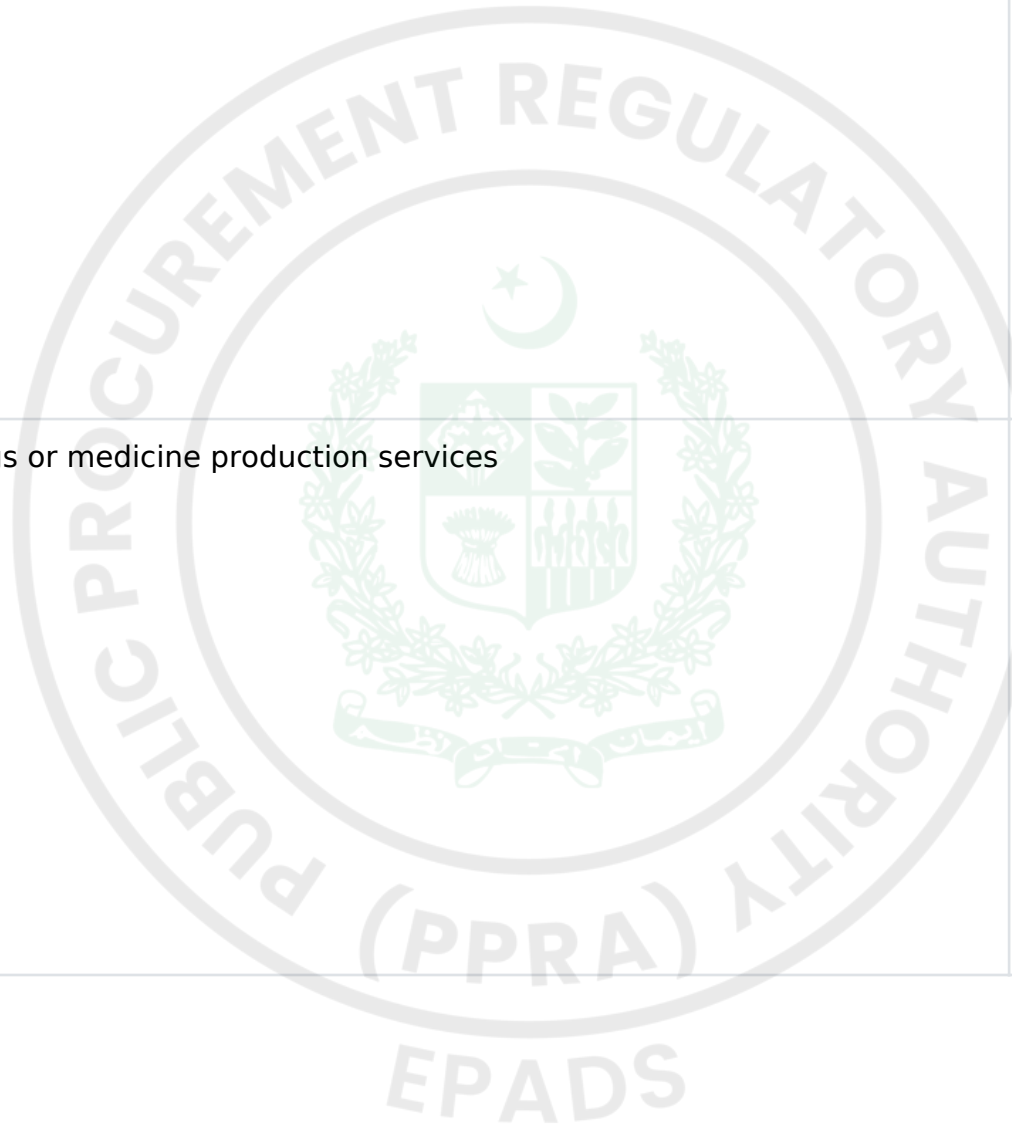 PUBLIC PROCUREMENT REGULATORY AUTHORITY
s or medicine production services
(PPRA)
EPADS